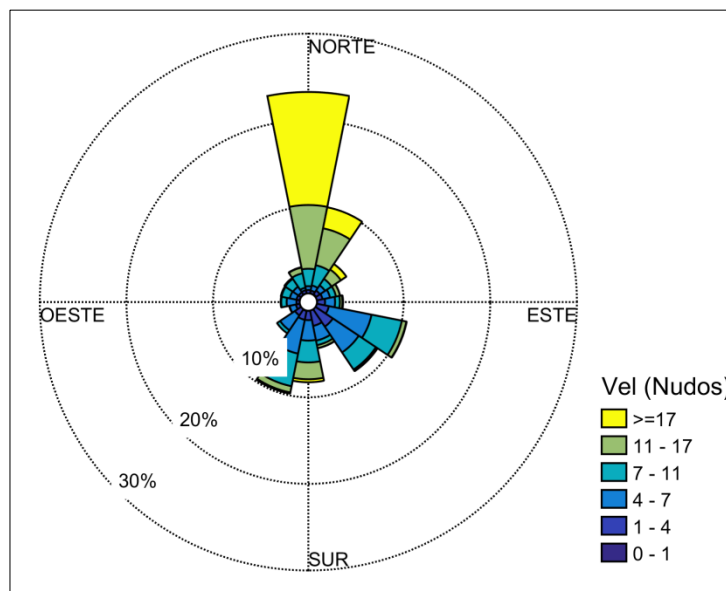 NORTE
OESTE
ESTE
10%
20%
30%
SUR
Vel (Nudos)
>=17
11 - 17
7 - 11
4 - 7
1 - 4
0 - 1